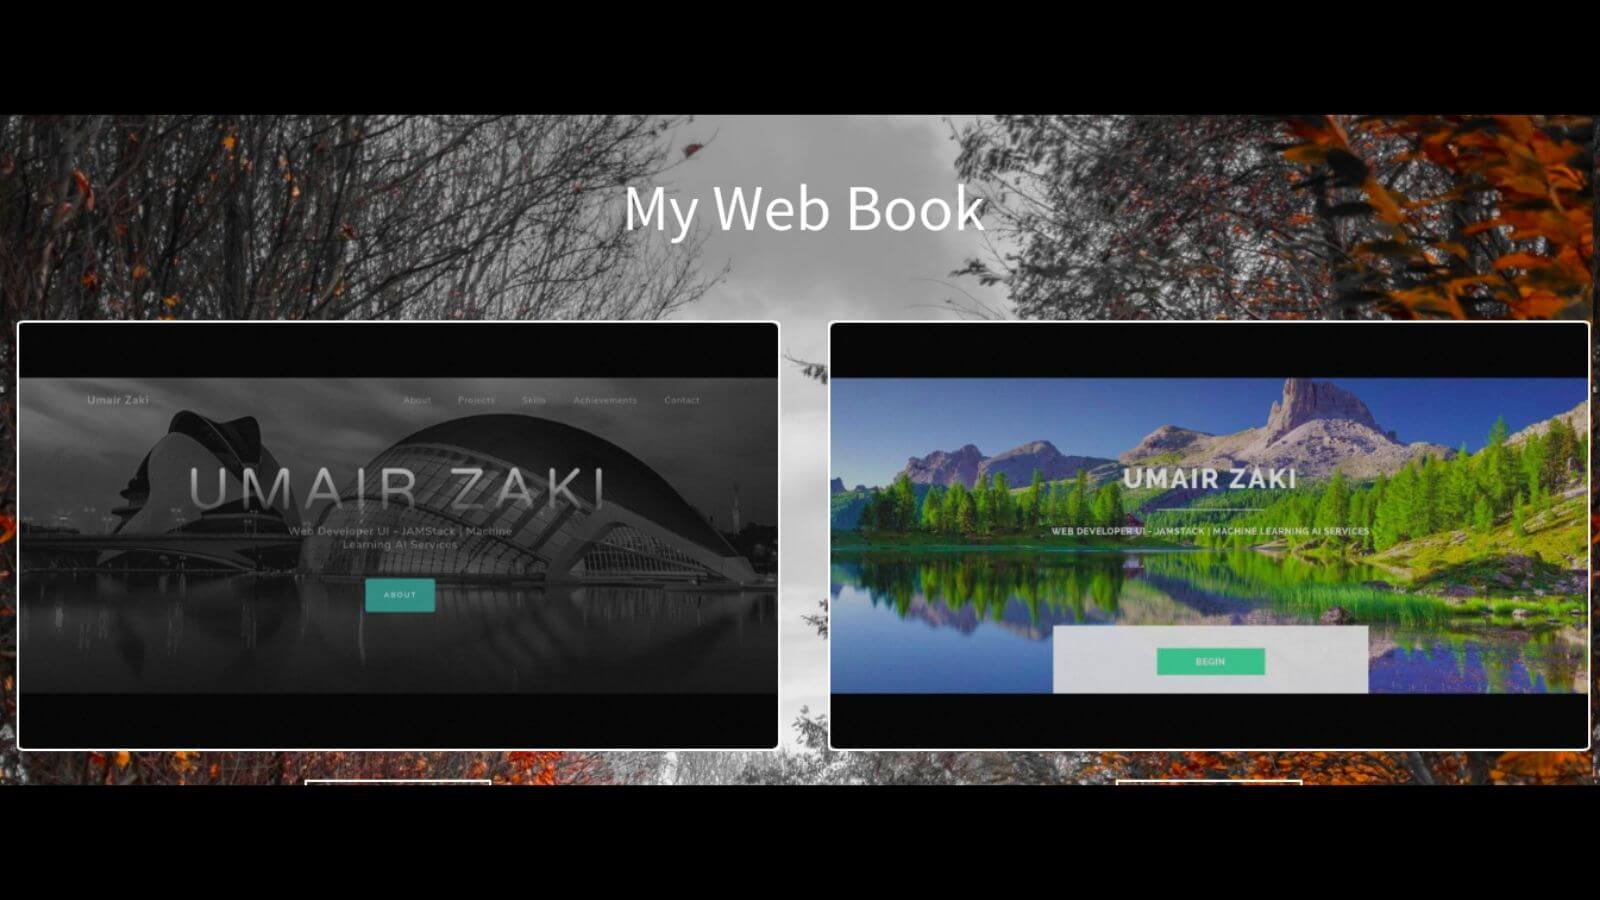 My Web Book
Umair Zaki
About Projects Skills Achievements Contact
UMAIR ZAKI
Web Developer UI - JAMStack | Machine
Learning AI Services
ABOUT
UMAIR ZAKI
WEB DEVELOPER UI - JAMSTACK | MACHINE LEARNING AI SERVICES
BEGIN